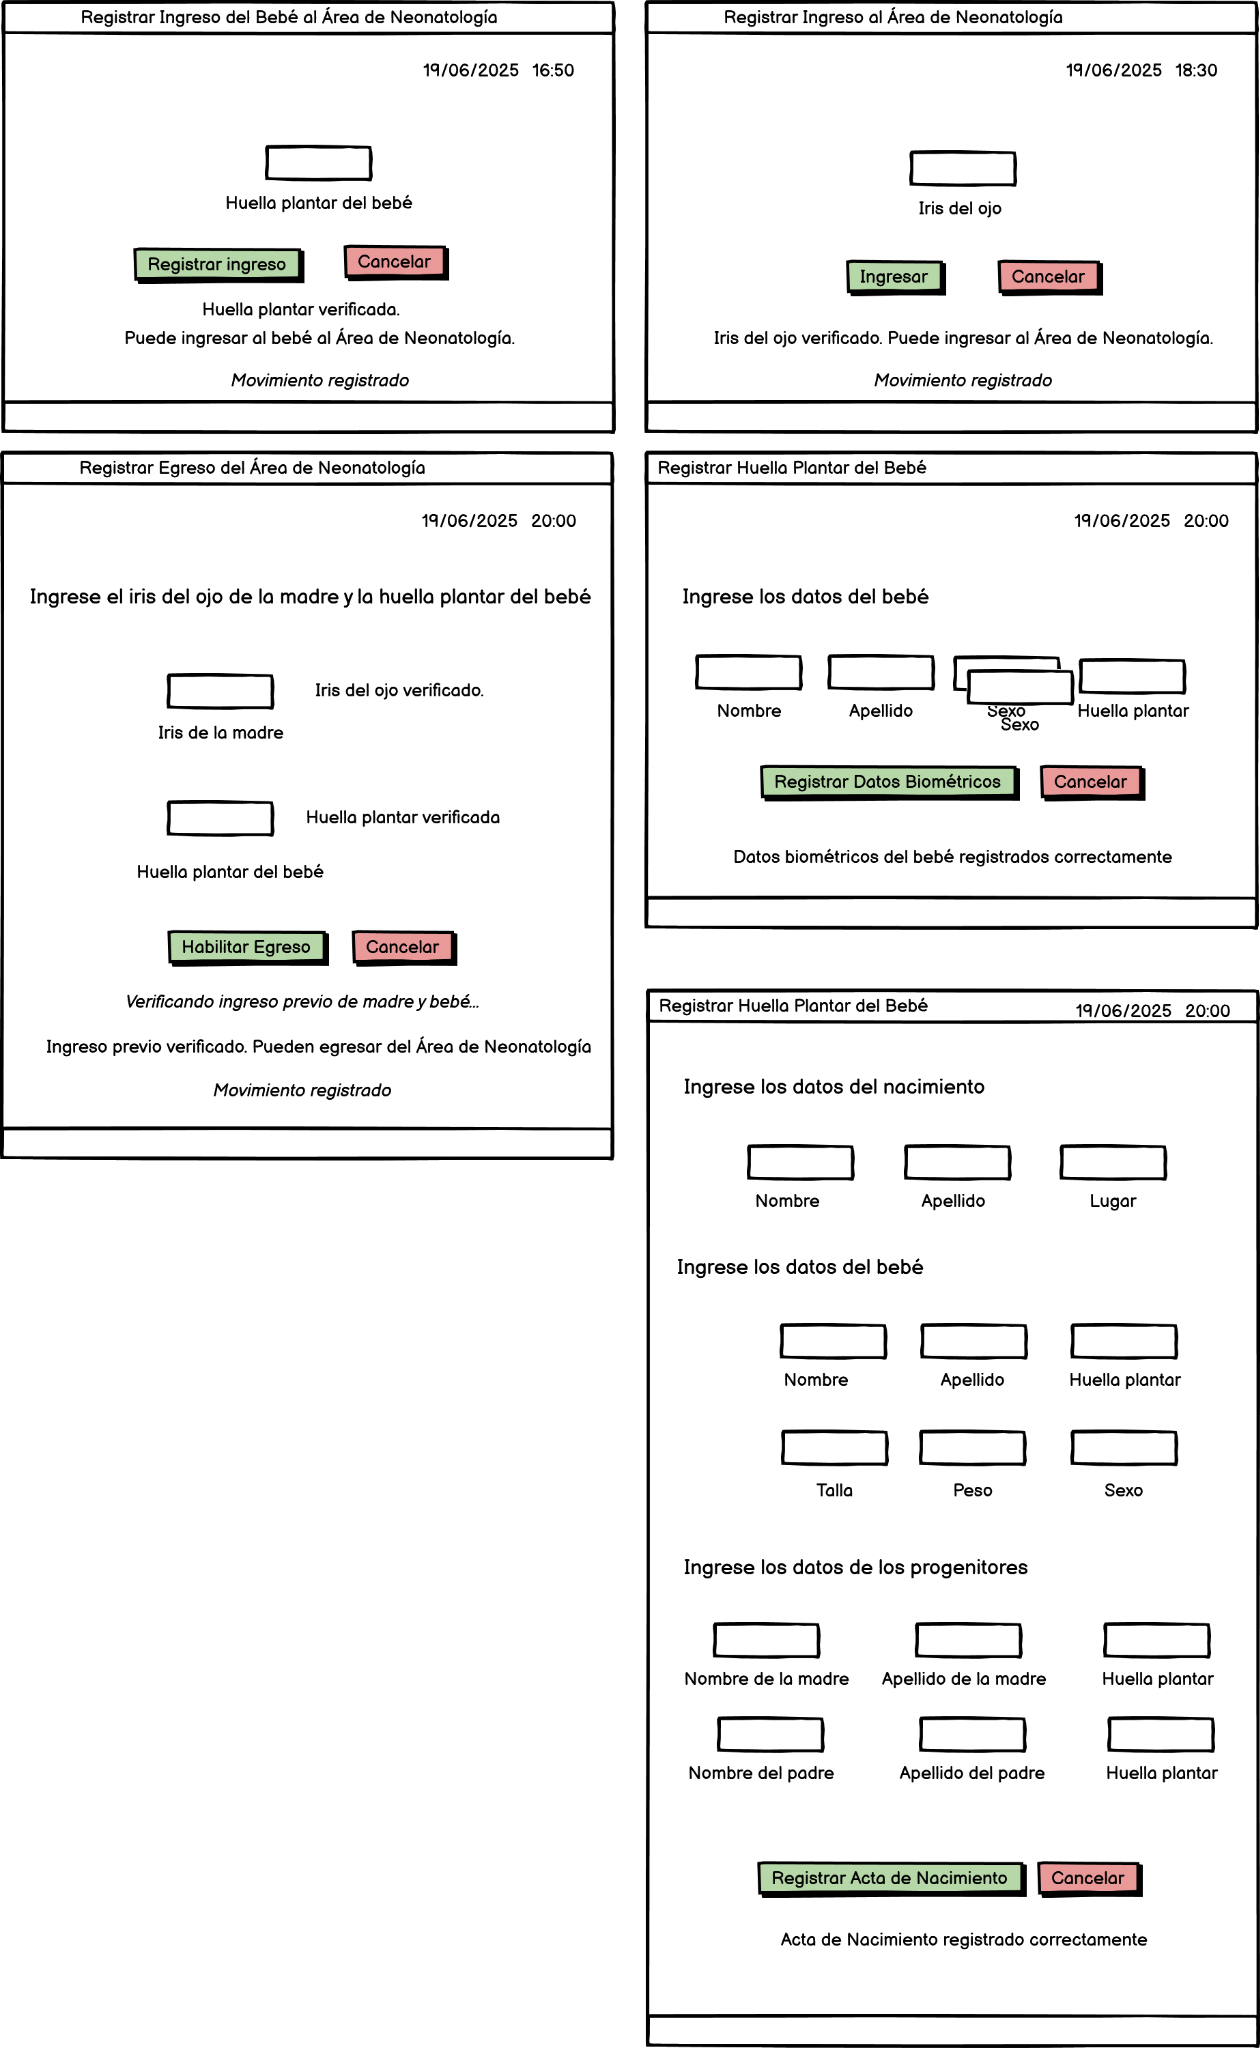 Registrar Ingreso del Bebé al Área de Neonatología
19/06/2025 16:50
Huella plantar del bebé
Registrar ingreso Cancelar
Huella plantar verificada.
Puede ingresar al bebé al Área de Neonatología.
Movimiento registrado
Registrar Ingreso al Área de Neonatología
19/06/2025 18:30
Iris del ojo
Ingresar Cancelar
Iris del ojo verificado. Puede ingresar al Área de Neonatología.
Movimiento registrado
Registrar Egreso del Área de Neonatología
19/06/2025 20:00
Ingrese el iris del ojo de la madre y la huella plantar del bebé
Iris del ojo verificado.
Iris de la madre
Huella plantar verificada
Huella plantar del bebé
Habilitar Egreso Cancelar
Verificando ingreso previo de madre y bebé...
Ingreso previo verificado. Pueden egresar del Área de Neonatología
Movimiento registrado
Registrar Huella Plantar del Bebé
19/06/2025 20:00
Ingrese los datos del bebé
Nombre Apellido Sexo Huella plantar
Sexo
Registrar Datos Biométricos Cancelar
Datos biométricos del bebé registrados correctamente
Registrar Huella Plantar del Bebé 19/06/2025 20:00
Ingrese los datos del nacimiento
Nombre Apellido Lugar
Ingrese los datos del bebé
Nombre Apellido Huella plantar
Talla Peso Sexo
Ingrese los datos de los progenitores
Nombre de la madre Apellido de la madre Huella plantar
Nombre del padre Apellido del padre Huella plantar
Registrar Acta de Nacimiento Cancelar
Acta de Nacimiento registrado correctamente